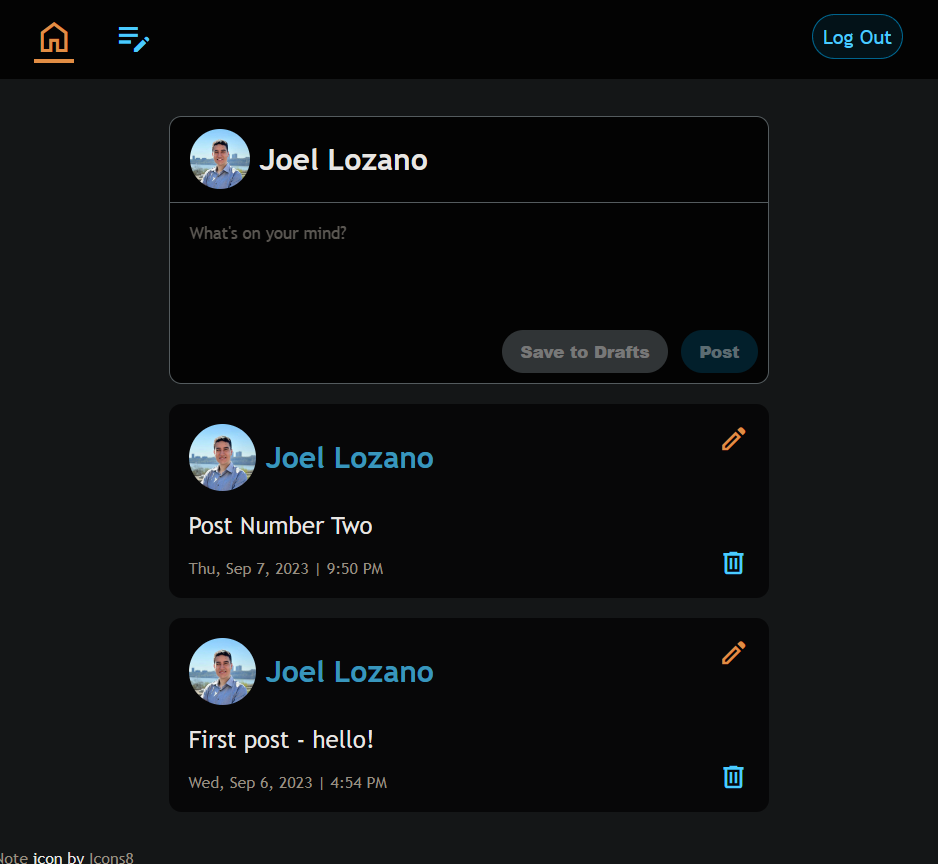 Log Out
Joel Lozano
What's on your mind?
Save to Drafts
Post
Joel Lozano
Post Number Two
Thu, Sep 7, 2023 | 9:50 PM
Joel Lozano
First post - hello!
Wed, Sep 6, 2023 | 4:54 PM
Note icon by Icons8